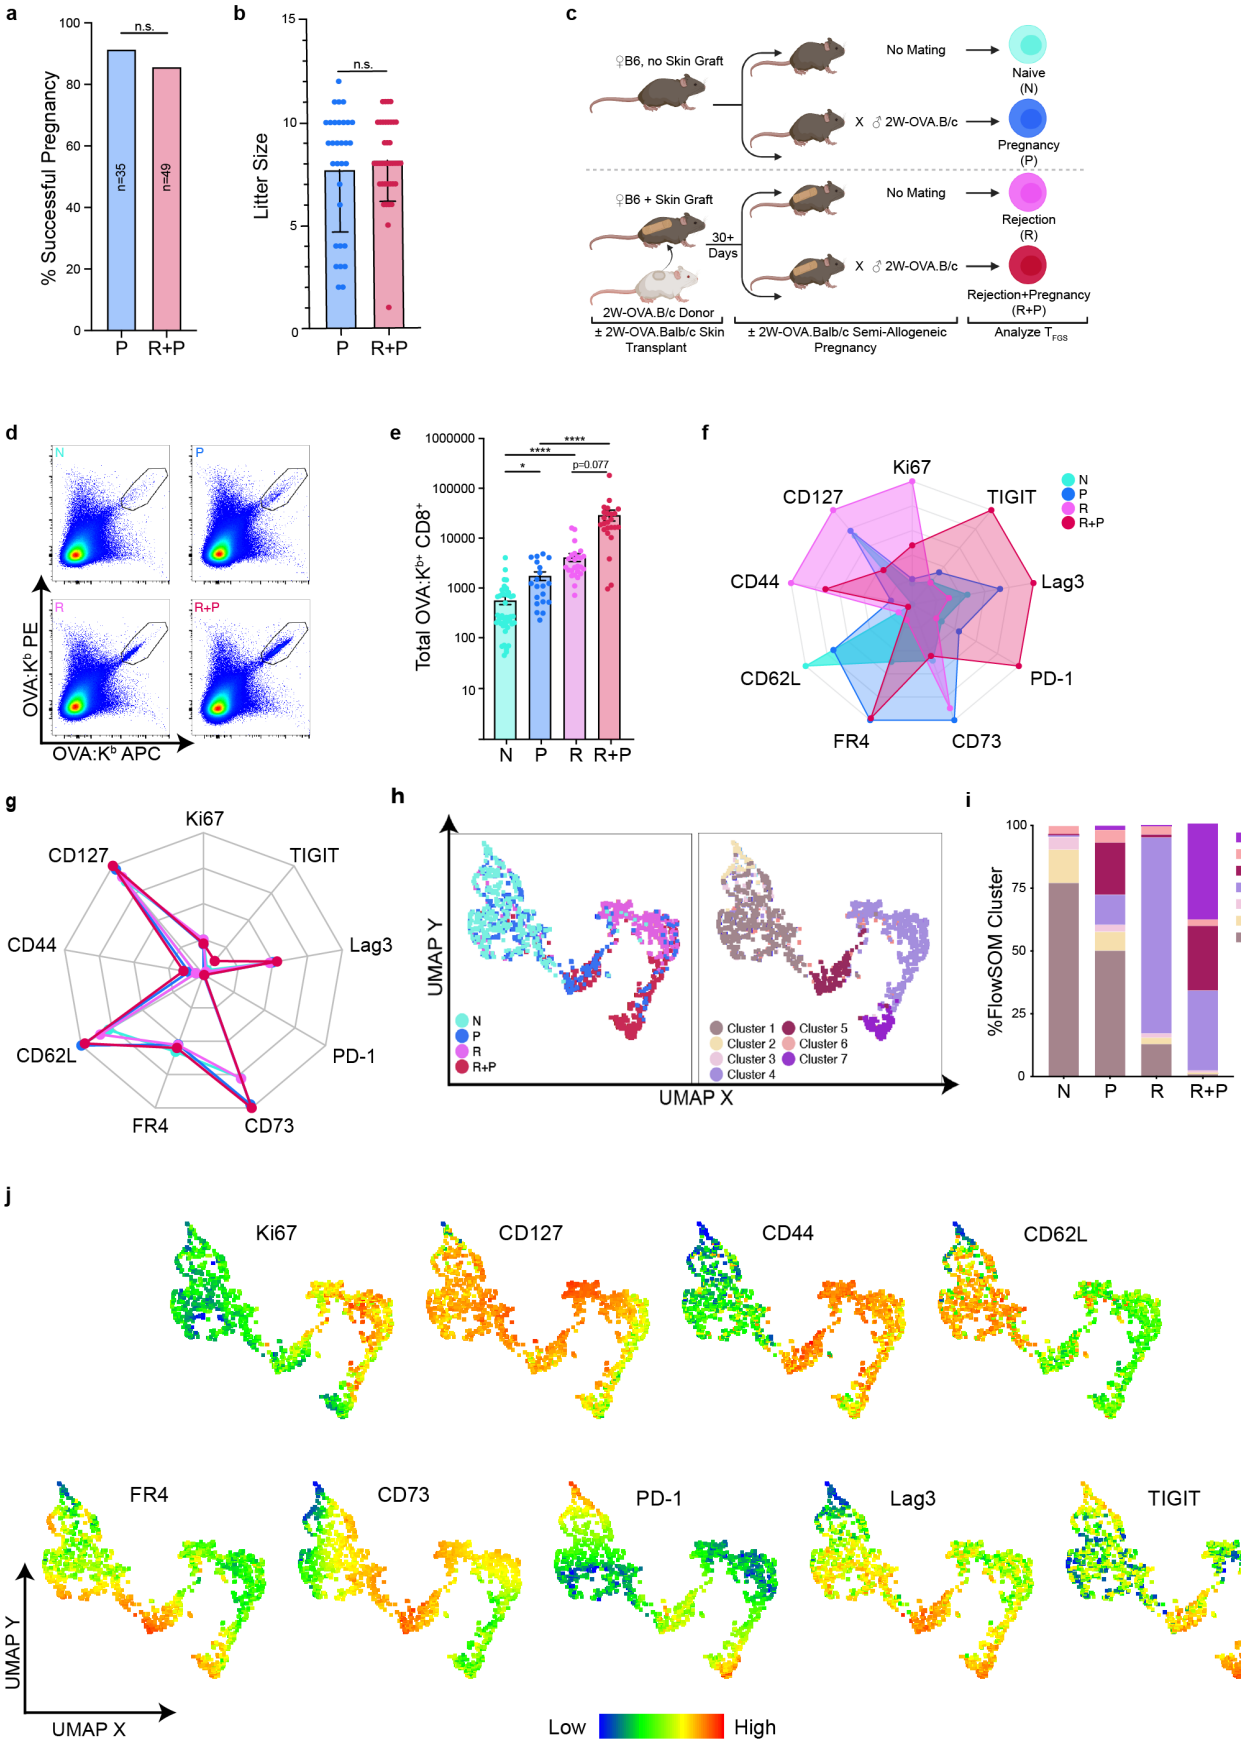 a
% Successful Pregnancy
100
80
60
40
20
0
n.s.
n=35
n=49
P
R+P
b
Litter Size
15
10
5
0
n.s.
P
R+P
c
♀B6, no Skin Graft
No Mating
Naive
(N)
X ♂ 2W-OVA.B/c
Pregnancy
(P)
♀B6 + Skin Graft
30+
Days
No Mating
Rejection
(R)
X ♂ 2W-OVA.B/c
Rejection+Pregnancy
(R+P)
2W-OVA.B/c Donor
± 2W-OVA.Balb/c Skin
Transplant
± 2W-OVA.Balb/c Semi-Allogeneic
Pregnancy
Analyze TFGS
d
N
P
R
R+P
OVA:Kᵇ PE
OVA:Kᵇ APC
e
Total OVA:Kᵇ⁺ CD8⁺
1000000
100000
10000
1000
100
10
****
****
*
p=0.077
N
P
R
R+P
f
Ki67
TIGIT
Lag3
PD-1
CD73
FR4
CD62L
CD44
CD127
N
P
R
R+P
g
Ki67
TIGIT
Lag3
PD-1
CD73
FR4
CD62L
CD44
CD127
h
UMAP Y
UMAP X
N
P
R
R+P
Cluster 1
Cluster 2
Cluster 3
Cluster 4
Cluster 5
Cluster 6
Cluster 7
i
%FlowSOM Cluster
100
75
50
25
0
N
P
R
R+P
j
Ki67
CD127
CD44
CD62L
FR4
CD73
PD-1
Lag3
TIGIT
UMAP Y
UMAP X
Low
High